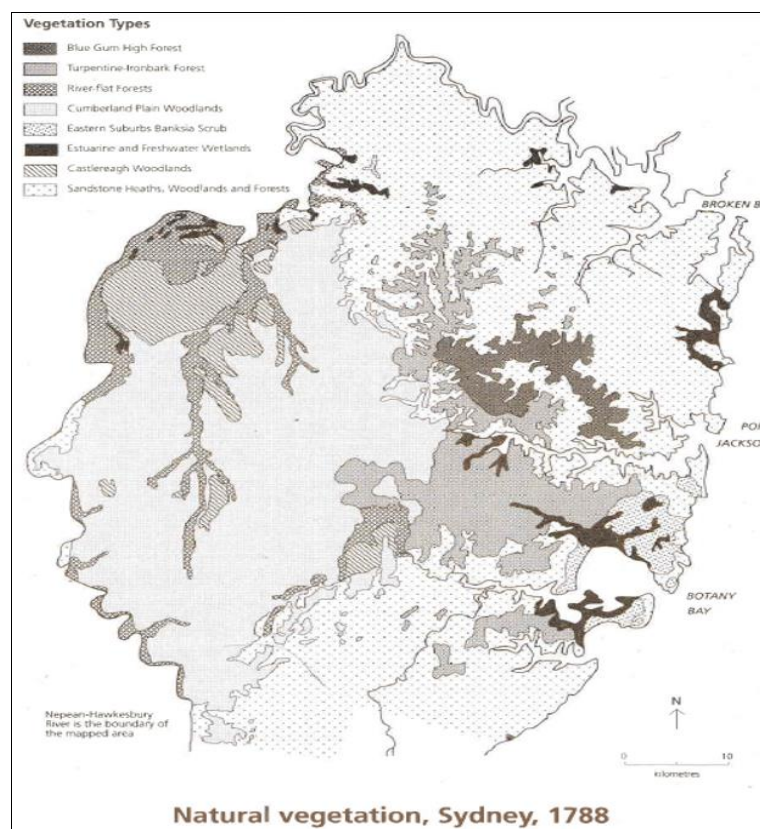 Vegetation Types
Blue Gum High Forest
Turpentine-Ironbark Forest
River-flat Forests
Cumberland Plain Woodlands
Eastern Suburbs Banksia Scrub
Estuarine and Freshwater Wetlands
Castlereagh Woodlands
Sandstone Heaths, Woodlands and Forests
BROKEN B
PO
JACKSO
BOTANY
BAY
Nepean-Hawkesbury
River is the boundary of
the mapped area
N
0 10
kilometres
Natural vegetation, Sydney, 1788